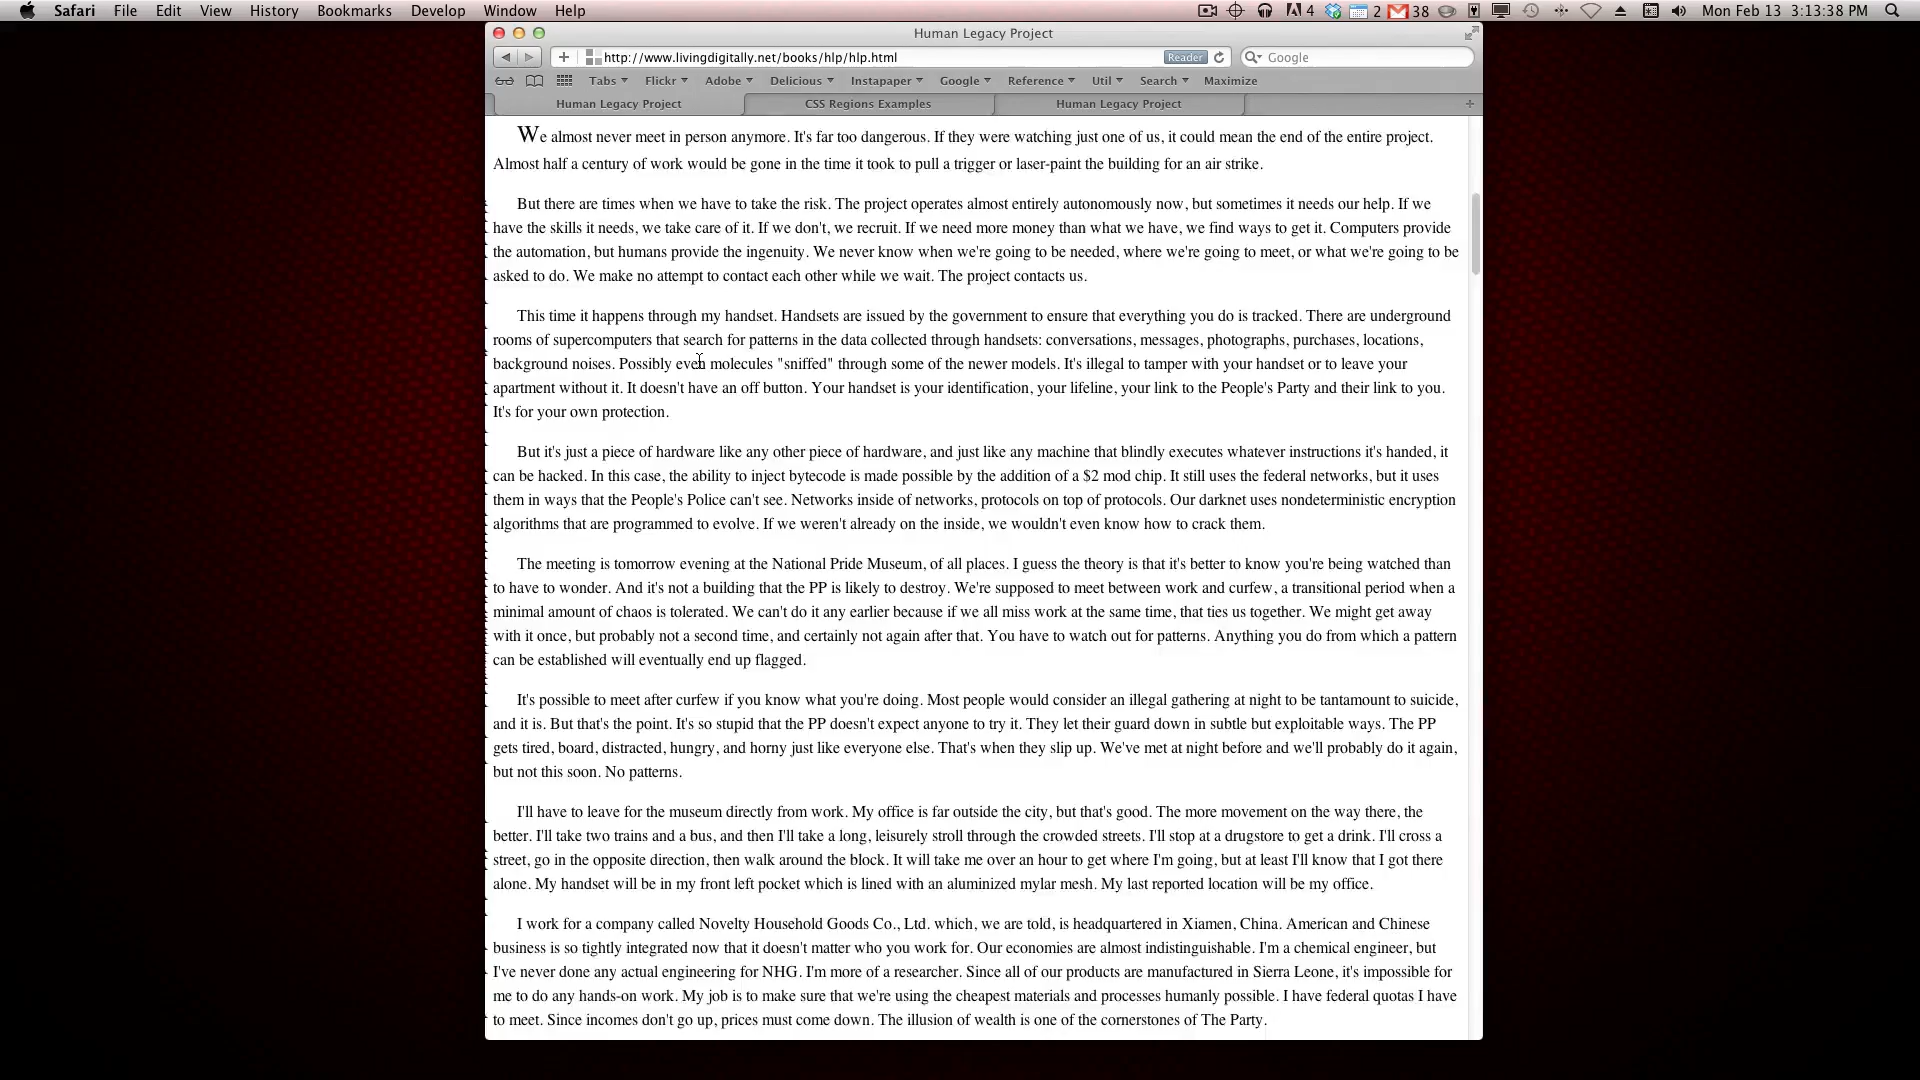 Safari File Edit View History Bookmarks Develop Window Help 4 2 38 Mon Feb 13 3:13:38 PM
Human Legacy Project
http://www.livingdigitally.net/books/hlp/hlp.html Reader Google
Tabs Flickr Adobe Delicious Instapaper Google Reference Util Search Maximize
Human Legacy Project CSS Regions Examples Human Legacy Project
We almost never meet in person anymore. It's far too dangerous. If they were watching just one of us, it could mean the end of the entire project.
Almost half a century of work would be gone in the time it took to pull a trigger or laser-paint the building for an air strike.
But there are times when we have to take the risk. The project operates almost entirely autonomously now, but sometimes it needs our help. If we
have the skills it needs, we take care of it. If we don't, we recruit. If we need more money than what we have, we find ways to get it. Computers provide
the automation, but humans provide the ingenuity. We never know when we're going to be needed, where we're going to meet, or what we're going to be
asked to do. We make no attempt to contact each other while we wait. The project contacts us.
This time it happens through my handset. Handsets are issued by the government to ensure that everything you do is tracked. There are underground
rooms of supercomputers that search for patterns in the data collected through handsets: conversations, messages, photographs, purchases, locations,
background noises. Possibly even molecules "sniffed" through some of the newer models. It's illegal to tamper with your handset or to leave your
apartment without it. It doesn't have an off button. Your handset is your identification, your lifeline, your link to the People's Party and their link to you.
It's for your own protection.
But it's just a piece of hardware like any other piece of hardware, and just like any machine that blindly executes whatever instructions it's handed, it
can be hacked. In this case, the ability to inject bytecode is made possible by the addition of a $2 mod chip. It still uses the federal networks, but it uses
them in ways that the People's Police can't see. Networks inside of networks, protocols on top of protocols. Our darknet uses nondeterministic encryption
algorithms that are programmed to evolve. If we weren't already on the inside, we wouldn't even know how to crack them.
The meeting is tomorrow evening at the National Pride Museum, of all places. I guess the theory is that it's better to know you're being watched than
to have to wonder. And it's not a building that the PP is likely to destroy. We're supposed to meet between work and curfew, a transitional period when a
minimal amount of chaos is tolerated. We can't do it any earlier because if we all miss work at the same time, that ties us together. We might get away
with it once, but probably not a second time, and certainly not again after that. You have to watch out for patterns. Anything you do from which a pattern
can be established will eventually end up flagged.
It's possible to meet after curfew if you know what you're doing. Most people would consider an illegal gathering at night to be tantamount to suicide,
and it is. But that's the point. It's so stupid that the PP doesn't expect anyone to try it. They let their guard down in subtle but exploitable ways. The PP
gets tired, board, distracted, hungry, and horny just like everyone else. That's when they slip up. We've met at night before and we'll probably do it again,
but not this soon. No patterns.
I'll have to leave for the museum directly from work. My office is far outside the city, but that's good. The more movement on the way there, the
better. I'll take two trains and a bus, and then I'll take a long, leisurely stroll through the crowded streets. I'll stop at a drugstore to get a drink. I'll cross a
street, go in the opposite direction, then walk around the block. It will take me over an hour to get where I'm going, but at least I'll know that I got there
alone. My handset will be in my front left pocket which is lined with an aluminized mylar mesh. My last reported location will be my office.
I work for a company called Novelty Household Goods Co., Ltd. which, we are told, is headquartered in Xiamen, China. American and Chinese
business is so tightly integrated now that it doesn't matter who you work for. Our economies are almost indistinguishable. I'm a chemical engineer, but
I've never done any actual engineering for NHG. I'm more of a researcher. Since all of our products are manufactured in Sierra Leone, it's impossible for
me to do any hands-on work. My job is to make sure that we're using the cheapest materials and processes humanly possible. I have federal quotas I have
to meet. Since incomes don't go up, prices must come down. The illusion of wealth is one of the cornerstones of The Party.